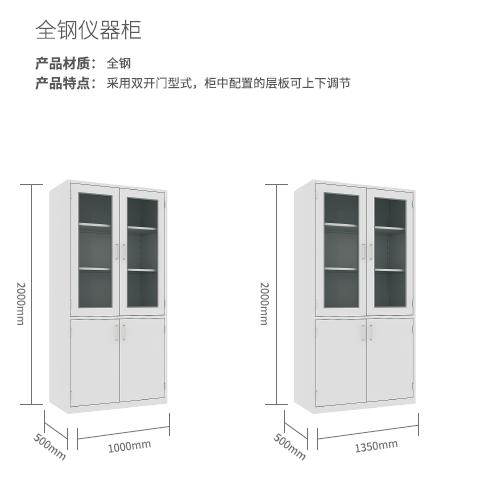 全钢仪器柜
产品材质： 全钢
产品特点： 采用双开门型式，柜中配置的层板可上下调节
2000mm
500mm
1000mm
2000mm
500mm
1350mm